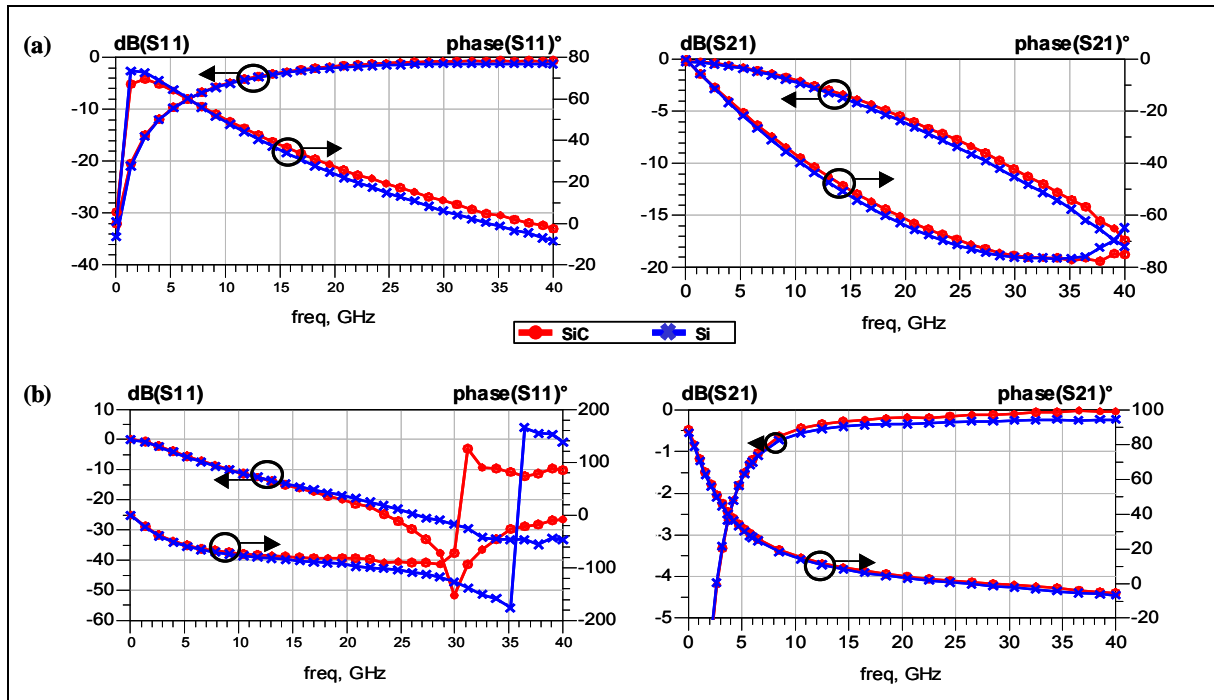 (a)
dB(S11) phase(S11)°
0 80
-10 60
-20 40
20
-30 0
-40 -20
0 5 10 15 20 25 30 35 40
freq, GHz
dB(S21) phase(S21)°
0 0
-5 -20
-10 -40
-15 -60
-20 -80
0 5 10 15 20 25 30 35 40
freq, GHz
SiC Si
(b)
dB(S11) phase(S11)°
10 200
0
-10 100
-20
-30 0
-40
-50 -100
-60 -200
0 5 10 15 20 25 30 35 40
freq, GHz
dB(S21) phase(S21)°
0 100
-1 80
-2 60
-3 40
20
-4 0
-5 -20
0 5 10 15 20 25 30 35 40
freq, GHz